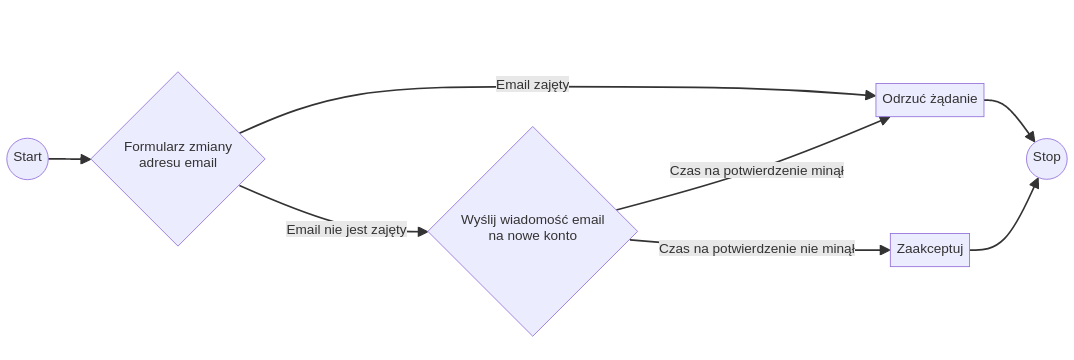 Start
Formularz zmiany
adresu email
Email zajęty
Email nie jest zajęty
Wyślij wiadomość email
na nowe konto
Czas na potwierdzenie minął
Czas na potwierdzenie nie minął
Odrzuć żądanie
Zaakceptuj
Stop